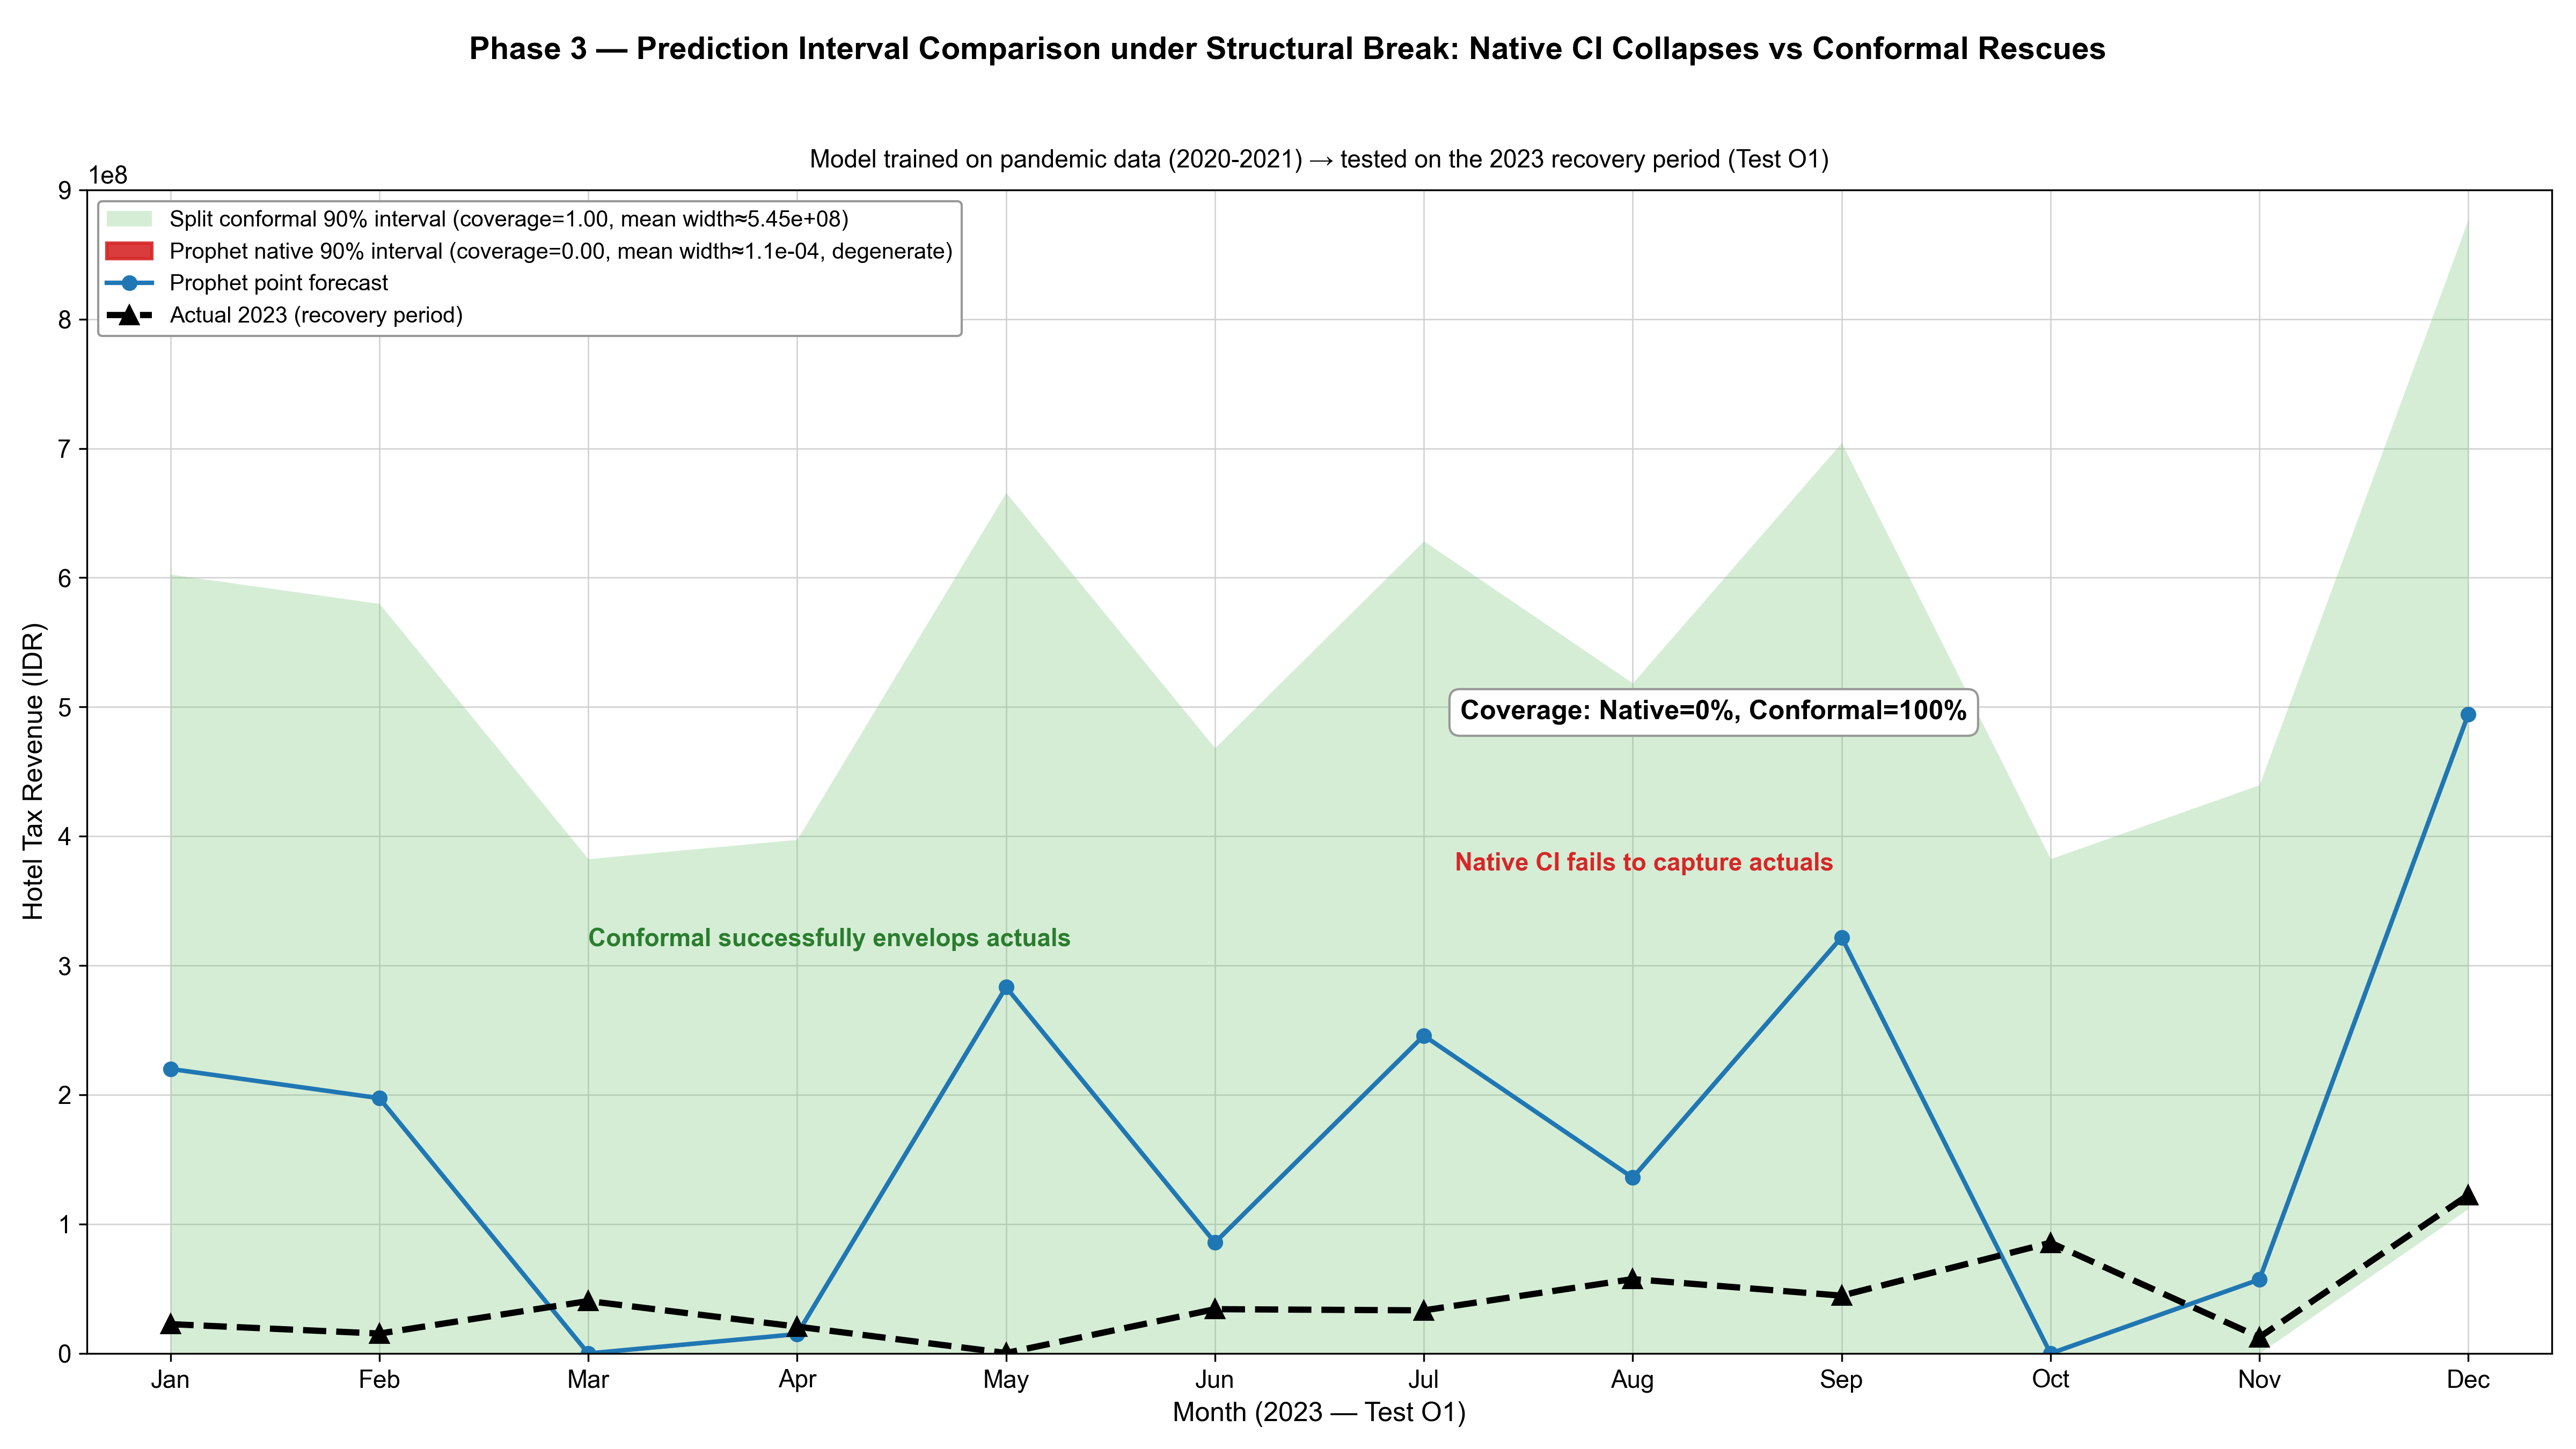 Phase 3 — Prediction Interval Comparison under Structural Break: Native CI Collapses vs Conformal Rescues
Model trained on pandemic data (2020-2021) → tested on the 2023 recovery period (Test O1)
1e8
Split conformal 90% interval (coverage=1.00, mean width≈5.45e+08)
Prophet native 90% interval (coverage=0.00, mean width≈1.1e-04, degenerate)
Prophet point forecast
Actual 2023 (recovery period)
9
8
7
6
5
4
3
2
1
0
Hotel Tax Revenue (IDR)
Coverage: Native=0%, Conformal=100%
Native CI fails to capture actuals
Conformal successfully envelops actuals
Jan Feb Mar Apr May Jun Jul Aug Sep Oct Nov Dec
Month (2023 — Test O1)